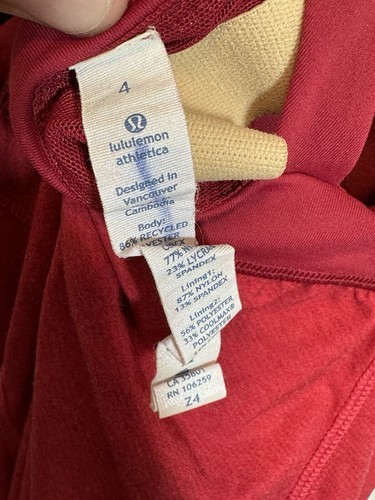 4
lululemon
athletica
Designed in
Vancouver
Cambodia
Body:
86% RECYCLED
23% LYCRA
SPANDEX
Lining1:
87% NYLON
13% SPANDEX
Lining2:
56% POLYESTER
33% COOLMAX®
POLYESTER
CA 35801
RN 106259
Z4